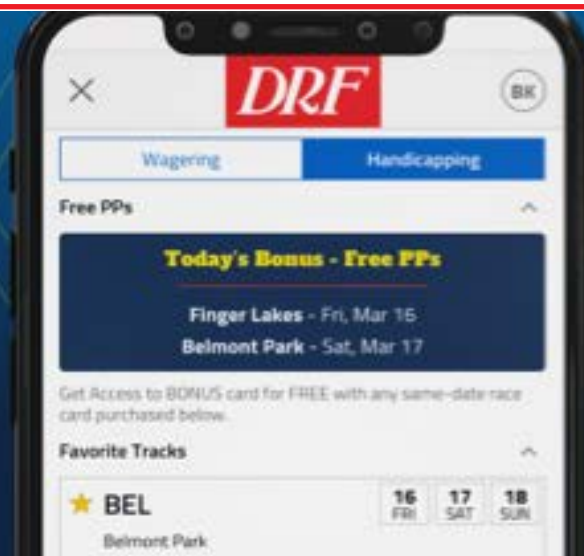 DRF
BK
Wagering Handicapping
Free PPs
Today's Bonus - Free PPs
Finger Lakes - Fri, Mar 16
Belmont Park - Sat, Mar 17
Get Access to BONUS card for FREE with any same-date race
card purchased below.
Favorite Tracks
BEL
16 17 18
FRI SAT SUN
Belmont Park